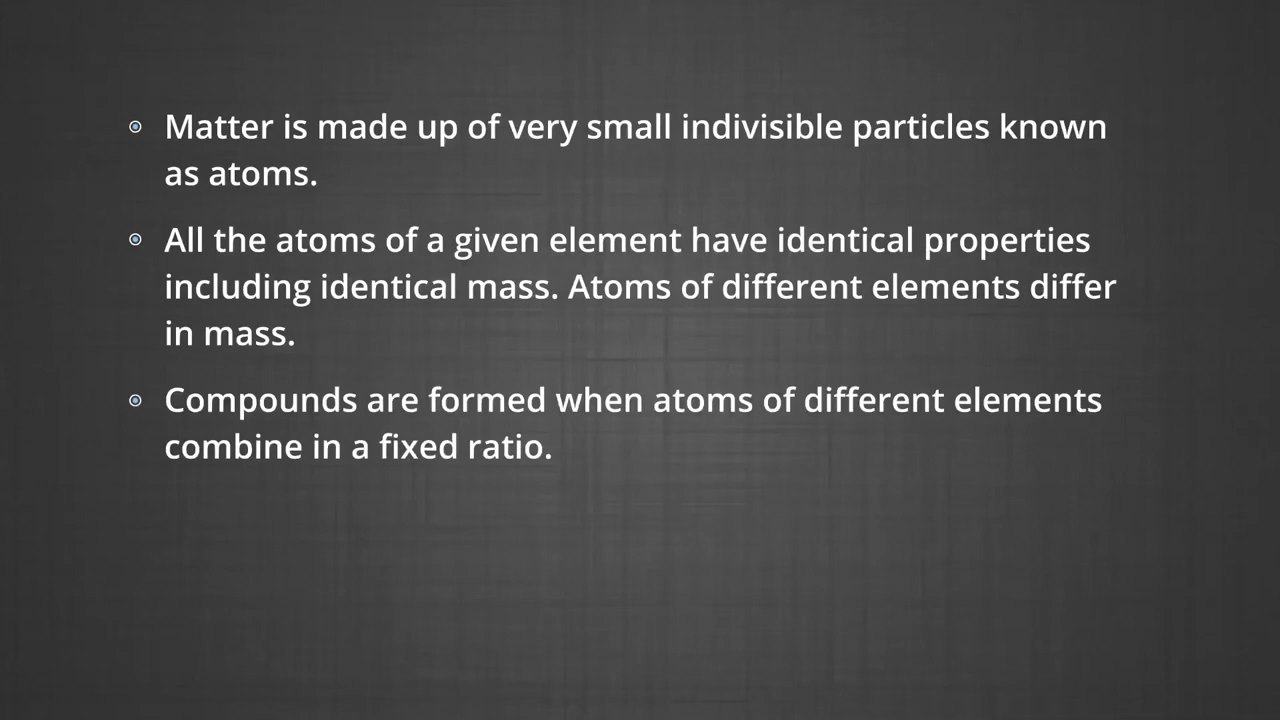 Matter is made up of very small indivisible particles known
as atoms.
All the atoms of a given element have identical properties
including identical mass. Atoms of different elements differ
in mass.
Compounds are formed when atoms of different elements
combine in a fixed ratio.